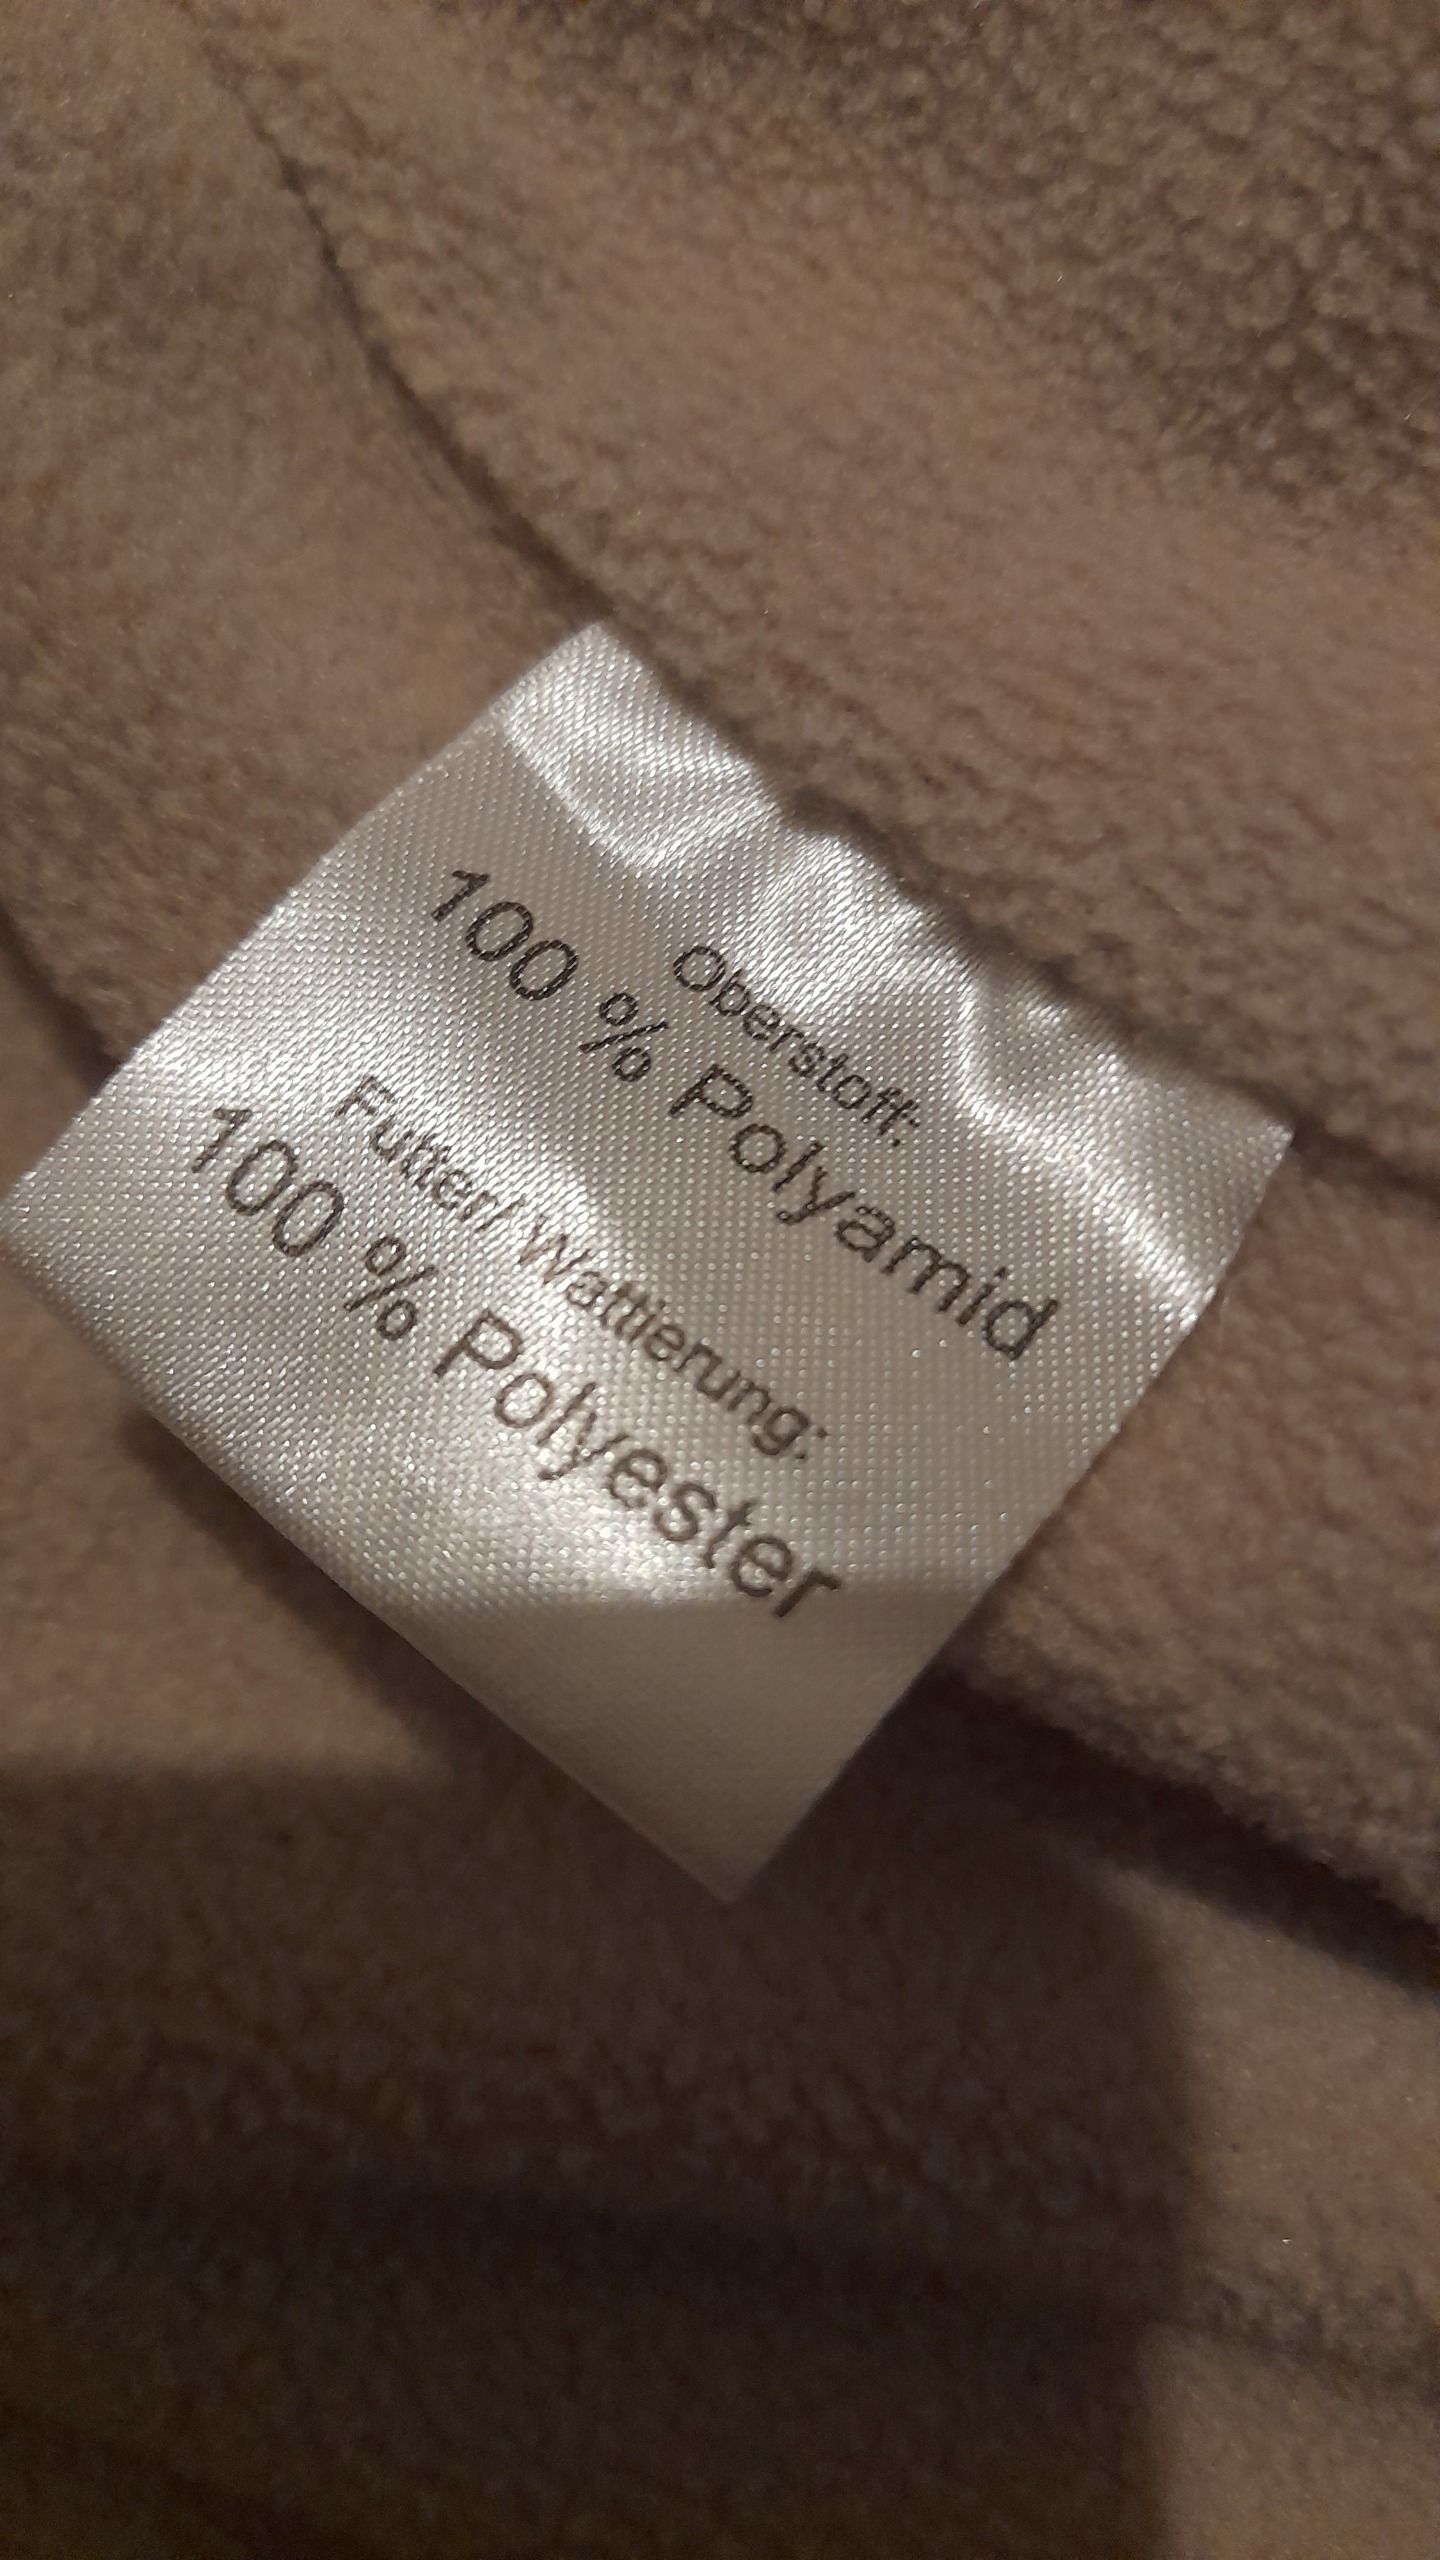 Oberstoff:
100 % Polyamid
Futter/ Wattierung:
100 % Polyester